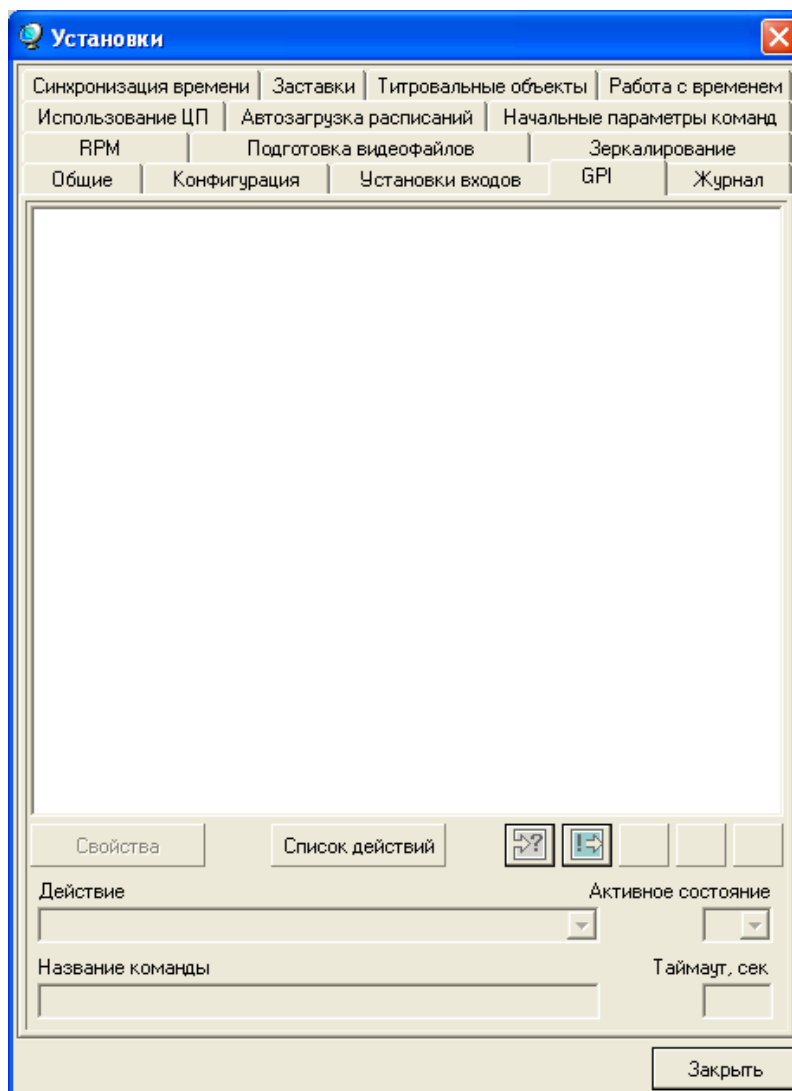 Установки
Синхронизация времени Заставки Титровальные объекты Работа с временем
Использование ЦП Автозагрузка расписаний Начальные параметры команд
RPM Подготовка видеофайлов Зеркалирование
Общие Конфигурация Установки входов GPI Журнал
Свойства Список действий ? !
Действие Активное состояние
Название команды Таймаут, сек
Закрыть